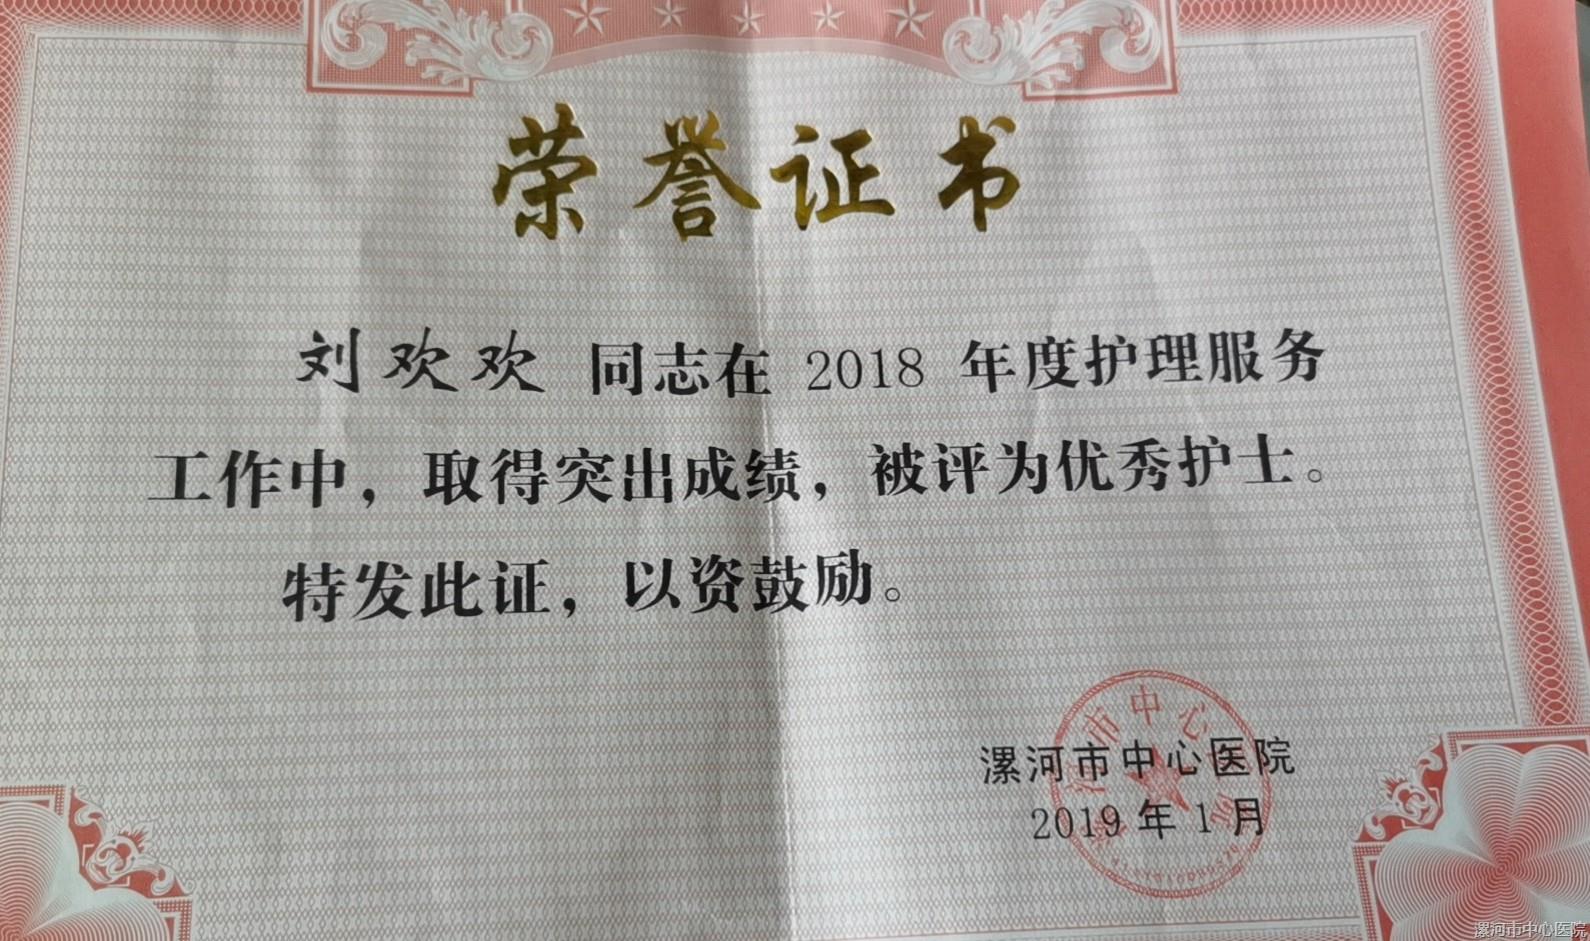 荣誉证书
刘欢欢 同志在 2018 年度护理服务
工作中，取得突出成绩，被评为优秀护士。
特发此证，以资鼓励。
漯河市中心医院
2019 年 1 月
漯河市中心医院